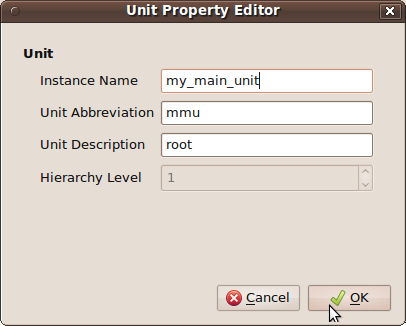 Unit Property Editor
Unit
Instance Name my_main_unit
Unit Abbreviation mmu
Unit Description root
Hierarchy Level 1
Cancel OK